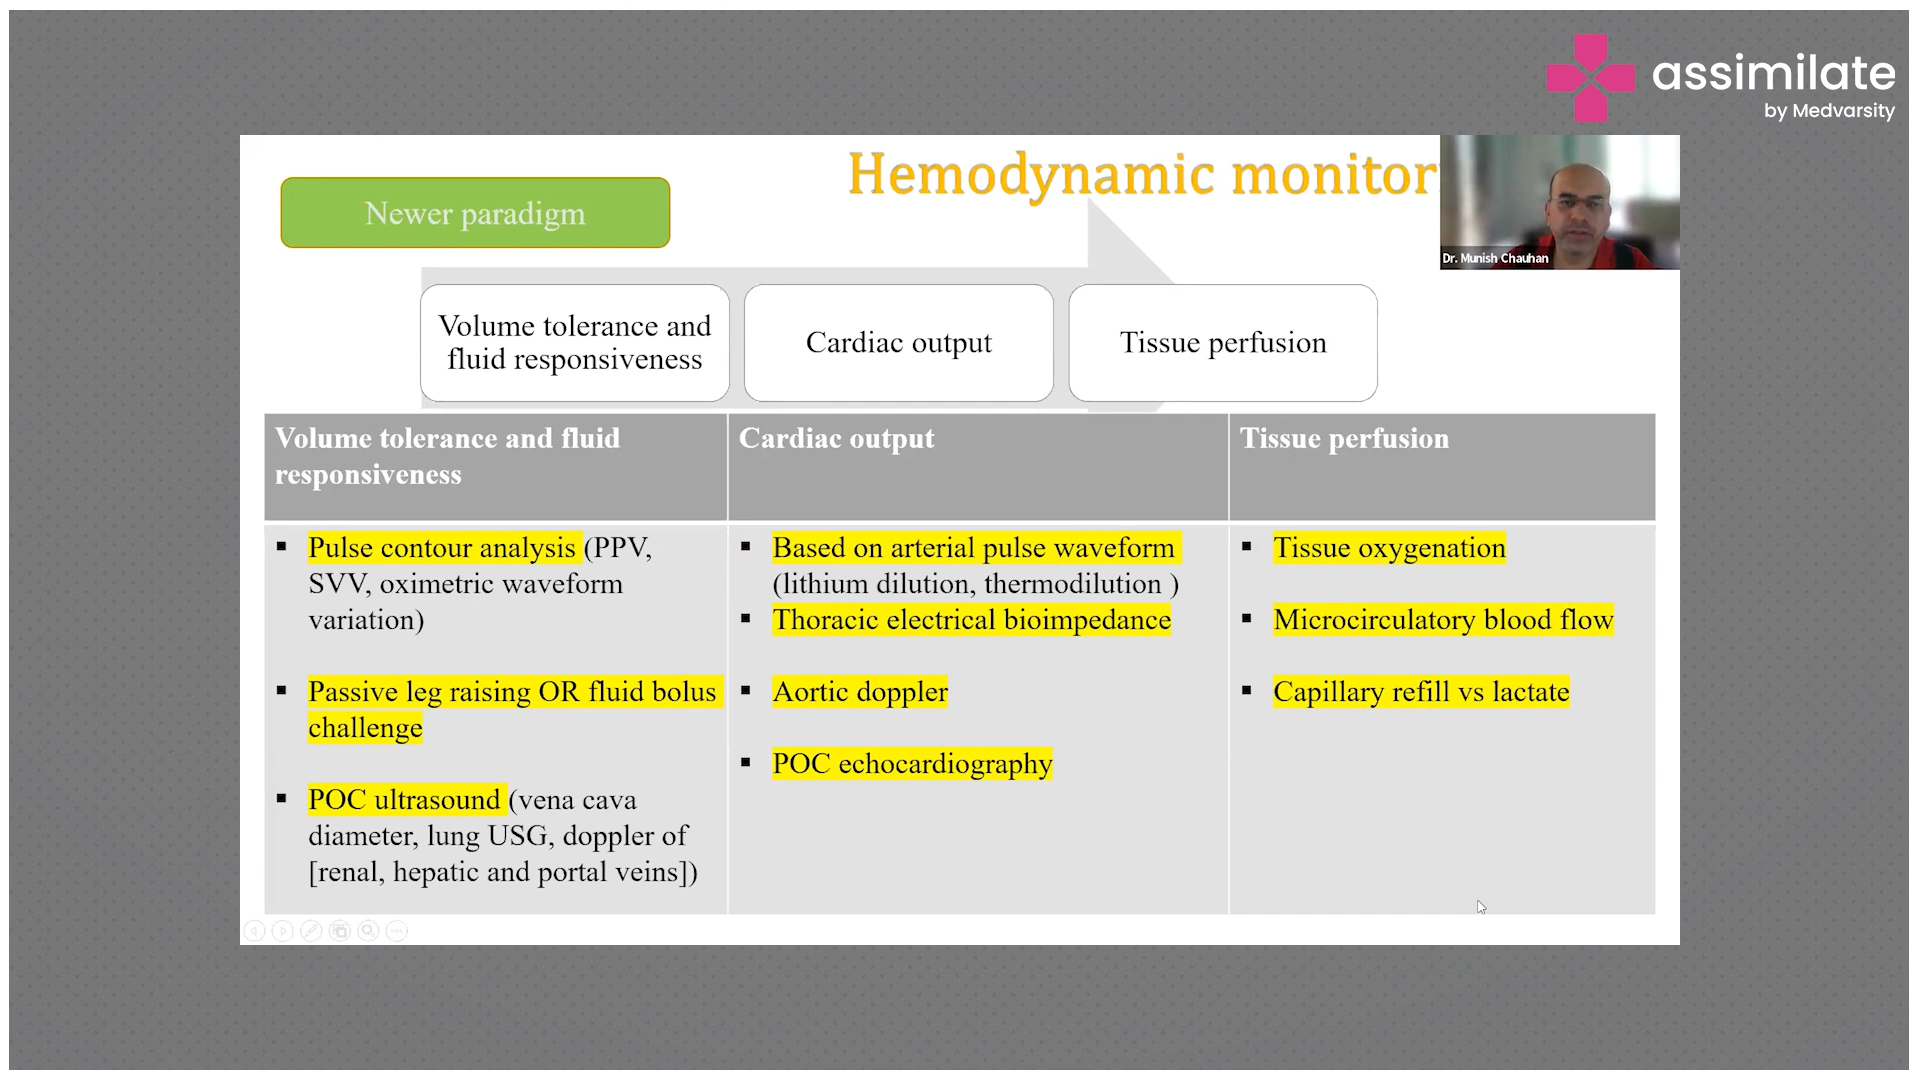 assimilate
by Medvarsity
Hemodynamic monitor
Newer paradigm
Dr. Munish Chauhan
Volume tolerance and
fluid responsiveness
Cardiac output
Tissue perfusion
Volume tolerance and fluid
responsiveness
Cardiac output
Tissue perfusion
▪ Pulse contour analysis (PPV,
SVV, oximetric waveform
variation)
▪ Passive leg raising OR fluid bolus
challenge
▪ POC ultrasound (vena cava
diameter, lung USG, doppler of
[renal, hepatic and portal veins])
▪ Based on arterial pulse waveform
(lithium dilution, thermodilution )
▪ Thoracic electrical bioimpedance
▪ Aortic doppler
▪ POC echocardiography
▪ Tissue oxygenation
▪ Microcirculatory blood flow
▪ Capillary refill vs lactate